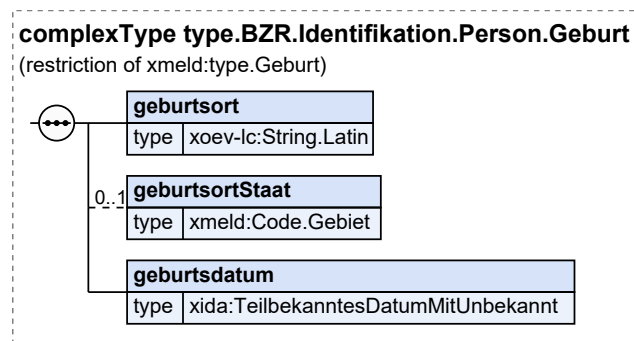 complexType type.BZR.Identifikation.Person.Geburt
(restriction of xmeld:type.Geburt)
geburtsort
type xoev-lc:String.Latin
0..1 geburtsortStaat
type xmeld:Code.Gebiet
geburtsdatum
type xida:TeilbekanntesDatumMitUnbekannt